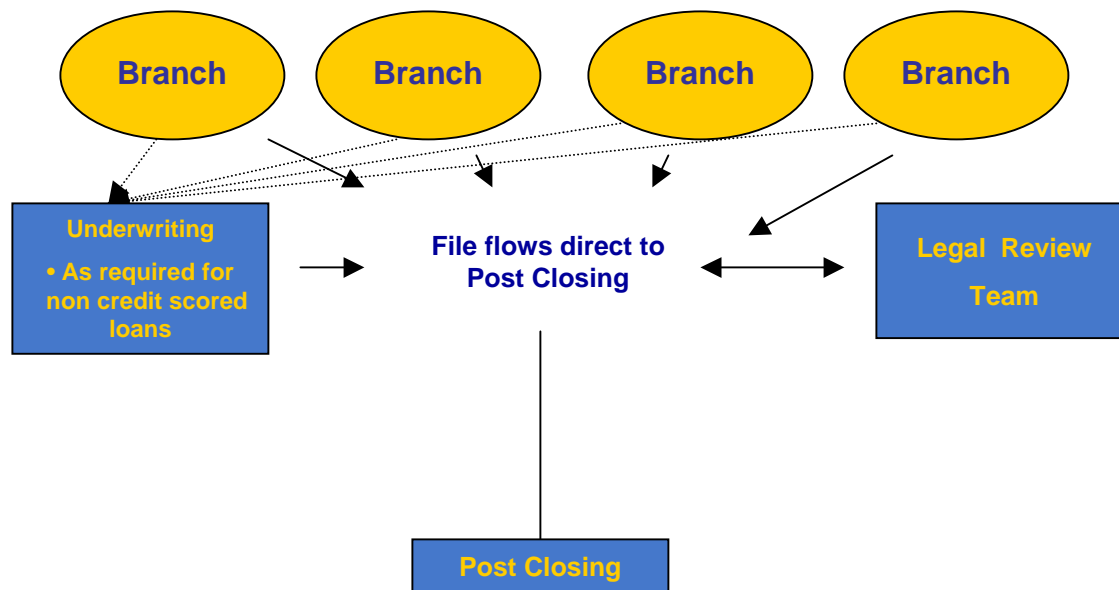 Branch
Branch
Branch
Branch
Underwriting
• As required for
non credit scored
loans
File flows direct to
Post Closing
Legal Review
Team
Post Closing